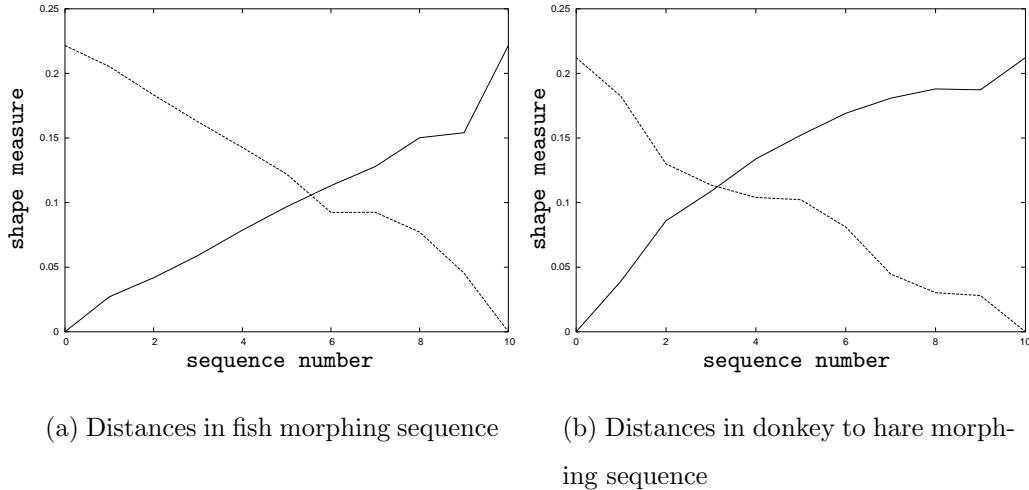 0.25
0.2
0.15
0.1
0.05
0
0 2 4 6 8 10
shape measure
sequence number
(a) Distances in fish morphing sequence
0.25
0.2
0.15
0.1
0.05
0
0 2 4 6 8 10
shape measure
sequence number
(b) Distances in donkey to hare morph-
ing sequence